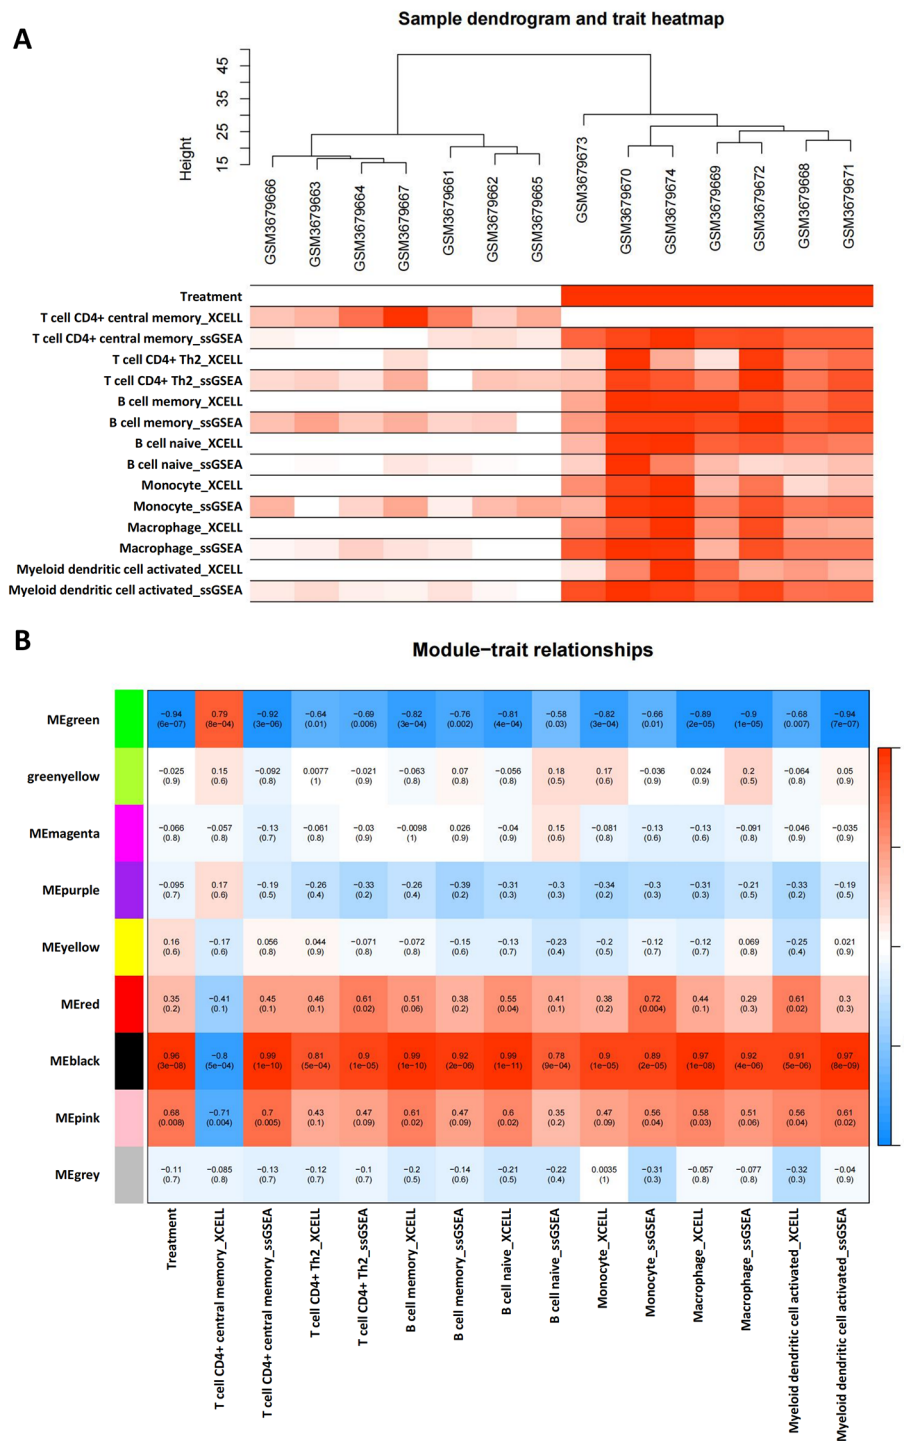 Sample dendrogram and trait heatmap
A
Height
45
35
25
15
GSM3679666
GSM3679663
GSM3679664
GSM3679667
GSM3679661
GSM3679662
GSM3679665
GSM3679673
GSM3679670
GSM3679674
GSM3679669
GSM3679672
GSM3679668
GSM3679671
Treatment
T cell CD4+ central memory_XCELL
T cell CD4+ central memory_ssGSEA
T cell CD4+ Th2_XCELL
T cell CD4+ Th2_ssGSEA
B cell memory_XCELL
B cell memory_ssGSEA
B cell naive_XCELL
B cell naive_ssGSEA
Monocyte_XCELL
Monocyte_ssGSEA
Macrophage_XCELL
Macrophage_ssGSEA
Myeloid dendritic cell activated_XCELL
Myeloid dendritic cell activated_ssGSEA
B
Module−trait relationships
MEgreen
−0.94 0.79 −0.92 −0.64 −0.69 −0.82 −0.76 −0.81 −0.58 −0.82 −0.66 −0.89 −0.9 −0.68 −0.94
(6e−07) (8e−04) (3e−06) (0.01) (0.006) (3e−04) (0.002) (4e−04) (0.03) (3e−04) (0.01) (2e−05) (1e−05) (0.007) (7e−07)
greenyellow
−0.025 0.15 −0.092 0.0077 −0.021 −0.063 0.07 −0.056 0.18 0.17 −0.036 0.024 0.2 −0.064 0.05
(0.9) (0.6) (0.8) (1) (0.9) (0.8) (0.8) (0.8) (0.5) (0.6) (0.9) (0.9) (0.5) (0.8) (0.9)
MEmagenta
−0.066 −0.057 −0.13 −0.061 −0.03 −0.0098 0.026 −0.04 0.15 −0.081 −0.13 −0.13 −0.091 −0.046 −0.035
(0.8) (0.8) (0.7) (0.8) (0.9) (1) (0.9) (0.9) (0.6) (0.8) (0.6) (0.6) (0.8) (0.9) (0.9)
MEpurple
−0.095 0.17 −0.19 −0.26 −0.33 −0.26 −0.39 −0.31 −0.3 −0.34 −0.3 −0.31 −0.21 −0.33 −0.19
(0.7) (0.6) (0.5) (0.4) (0.2) (0.4) (0.2) (0.3) (0.3) (0.2) (0.3) (0.3) (0.5) (0.2) (0.5)
MEyellow
0.16 −0.17 0.056 0.044 −0.071 −0.072 −0.15 −0.13 −0.23 −0.2 −0.12 −0.12 0.069 −0.25 0.021
(0.6) (0.6) (0.8) (0.9) (0.8) (0.8) (0.6) (0.7) (0.4) (0.5) (0.7) (0.7) (0.8) (0.4) (0.9)
MEred
0.35 −0.41 0.45 0.46 0.61 0.51 0.38 0.55 0.41 0.38 0.72 0.44 0.29 0.61 0.3
(0.2) (0.1) (0.1) (0.1) (0.02) (0.06) (0.2) (0.04) (0.1) (0.2) (0.004) (0.1) (0.3) (0.02) (0.3)
MEblack
0.96 −0.8 0.99 0.81 0.9 0.99 0.92 0.99 0.78 0.9 0.89 0.97 0.92 0.91 0.97
(3e−08) (5e−04) (1e−10) (5e−04) (1e−05) (1e−10) (2e−06) (1e−11) (9e−04) (1e−05) (2e−05) (1e−08) (4e−06) (5e−06) (8e−09)
MEpink
0.68 −0.71 0.7 0.43 0.47 0.61 0.47 0.6 0.35 0.47 0.56 0.58 0.51 0.56 0.61
(0.008) (0.004) (0.005) (0.1) (0.09) (0.02) (0.09) (0.02) (0.2) (0.09) (0.04) (0.03) (0.06) (0.04) (0.02)
MEgrey
−0.11 −0.085 −0.13 −0.12 −0.1 −0.2 −0.14 −0.21 −0.22 0.0035 −0.31 −0.057 −0.077 −0.32 −0.04
(0.7) (0.8) (0.7) (0.7) (0.7) (0.5) (0.6) (0.5) (0.4) (1) (0.3) (0.8) (0.8) (0.3) (0.9)
Treatment
T cell CD4+ central memory_XCELL
T cell CD4+ central memory_ssGSEA
T cell CD4+ Th2_XCELL
T cell CD4+ Th2_ssGSEA
B cell memory_XCELL
B cell memory_ssGSEA
B cell naive_XCELL
B cell naive_ssGSEA
Monocyte_XCELL
Monocyte_ssGSEA
Macrophage_XCELL
Macrophage_ssGSEA
Myeloid dendritic cell activated_XCELL
Myeloid dendritic cell activated_ssGSEA